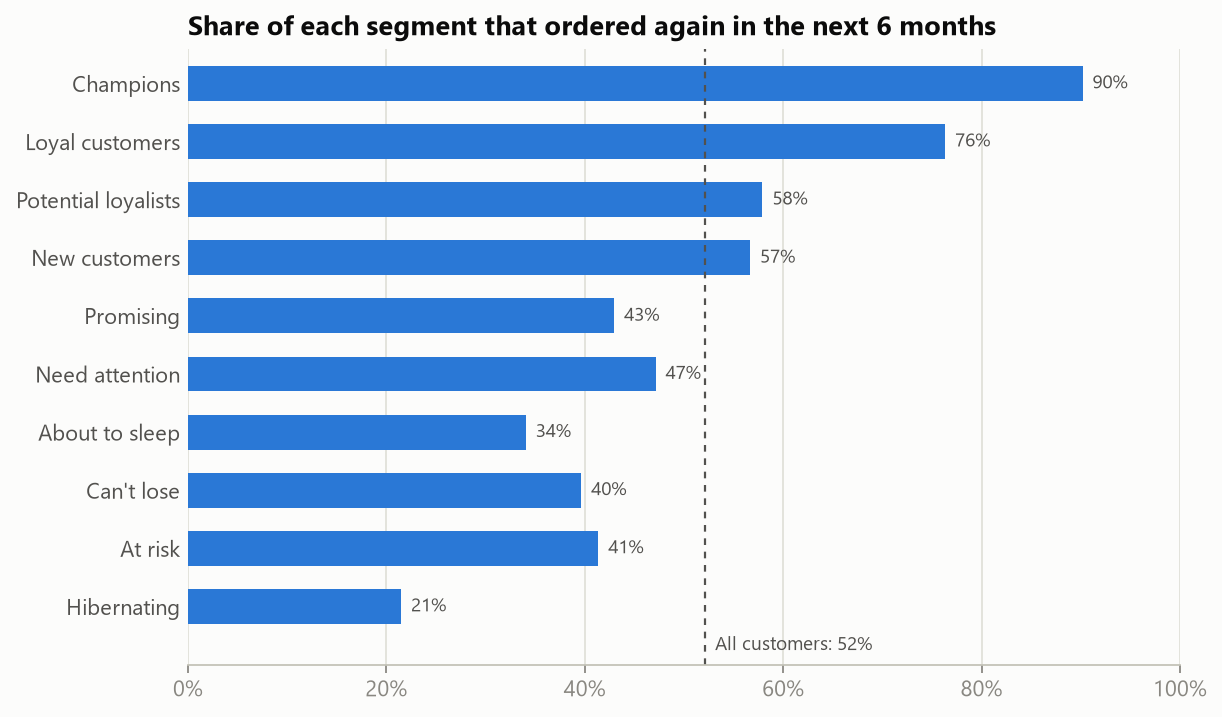 Share of each segment that ordered again in the next 6 months
Champions 90%
Loyal customers 76%
Potential loyalists 58%
New customers 57%
Promising 43%
Need attention 47%
About to sleep 34%
Can't lose 40%
At risk 41%
Hibernating 21%
All customers: 52%
0% 20% 40% 60% 80% 100%